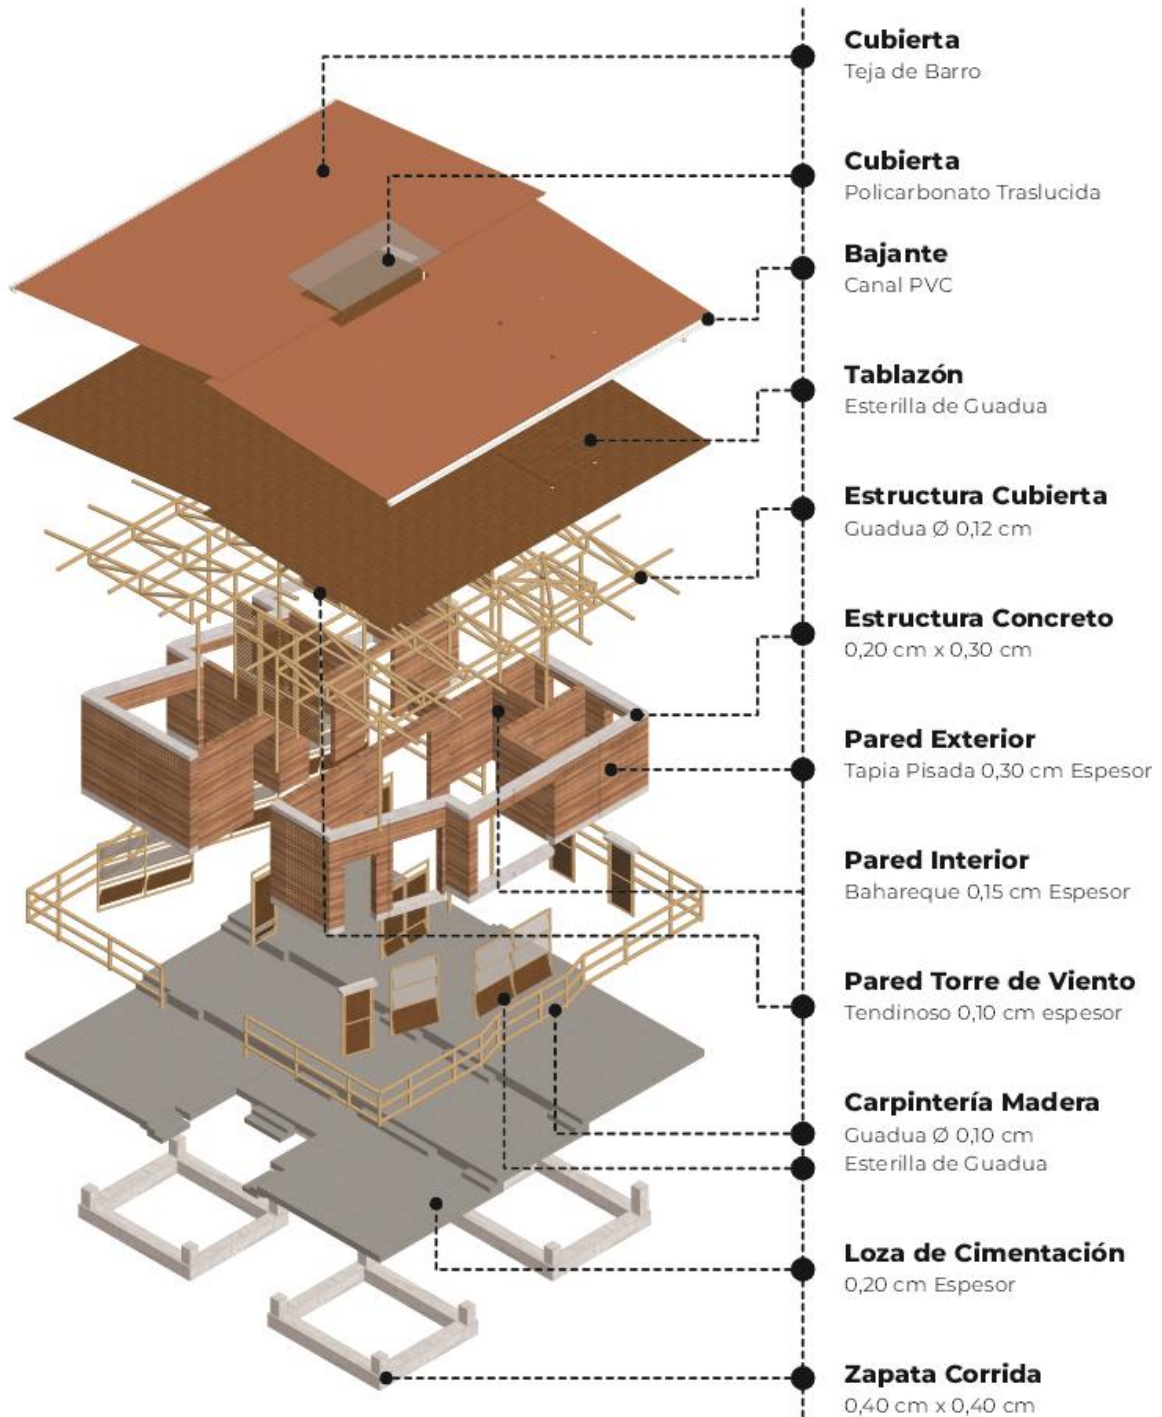 Cubierta
Teja de Barro
Cubierta
Policarbonato Traslucida
Bajante
Canal PVC
Tablazón
Esterilla de Guadua
Estructura Cubierta
Guadua Ø 0,12 cm
Estructura Concreto
0,20 cm x 0,30 cm
Pared Exterior
Tapia Pisada 0,30 cm Espesor
Pared Interior
Bahareque 0,15 cm Espesor
Pared Torre de Viento
Tendinoso 0,10 cm espesor
Carpintería Madera
Guadua Ø 0,10 cm
Esterilla de Guadua
Loza de Cimentación
0,20 cm Espesor
Zapata Corrida
0,40 cm x 0,40 cm